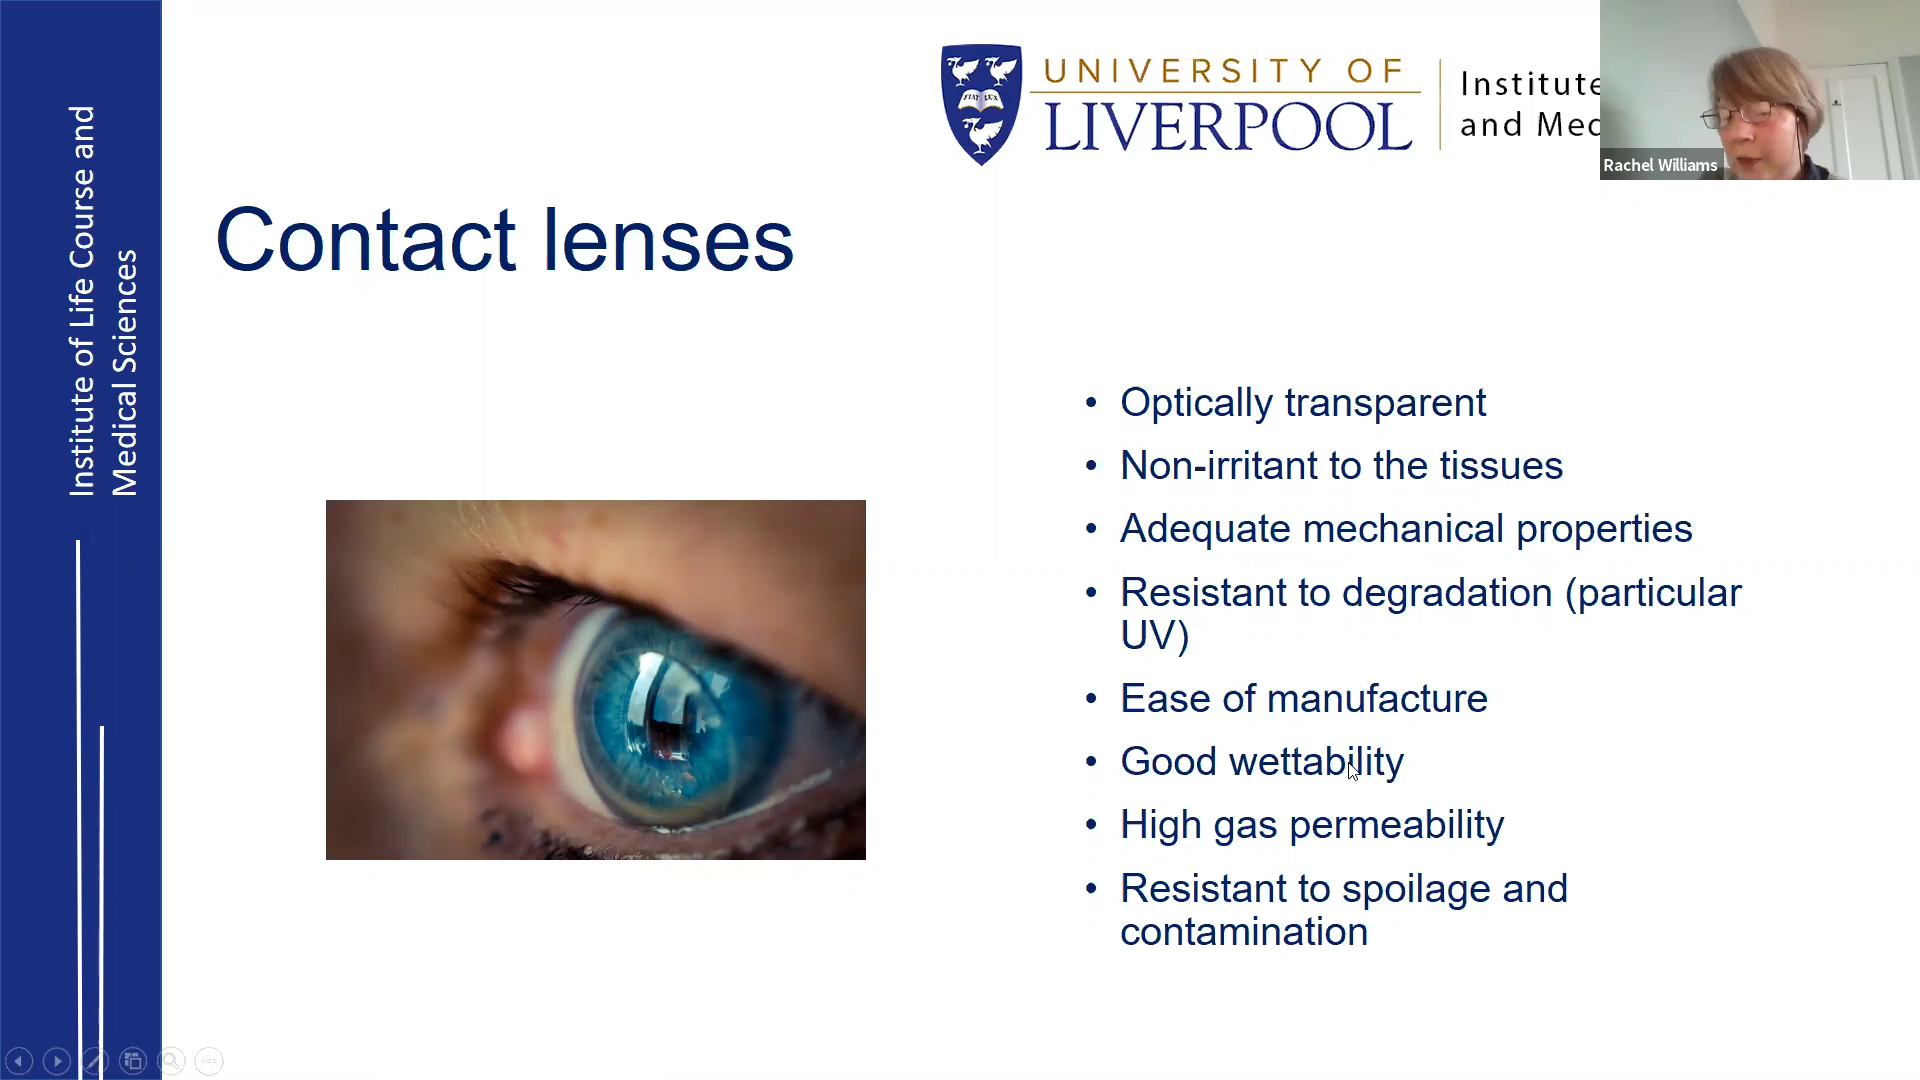 Institute of Life Course and
Medical Sciences
FIAT LUX
UNIVERSITY OF
LIVERPOOL
Institute
and Med
Rachel Williams
Contact lenses
• Optically transparent
• Non-irritant to the tissues
• Adequate mechanical properties
• Resistant to degradation (particular
UV)
• Ease of manufacture
• Good wettability
• High gas permeability
• Resistant to spoilage and
contamination